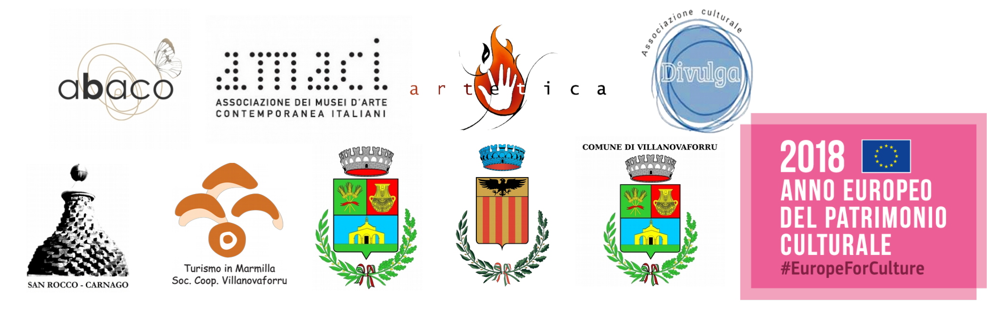 abaco
amaci
ASSOCIAZIONE DEI MUSEI D'ARTE
CONTEMPORANEA ITALIANI
artetica
Associazione culturale
Divulga
SAN ROCCO - CARNAGO
Turismo in Marmilla
Soc. Coop. Villanovaforru
COMUNE DI VILLANOVAFORRU
2018
ANNO EUROPEO
DEL PATRIMONIO
CULTURALE
#EuropeForCulture